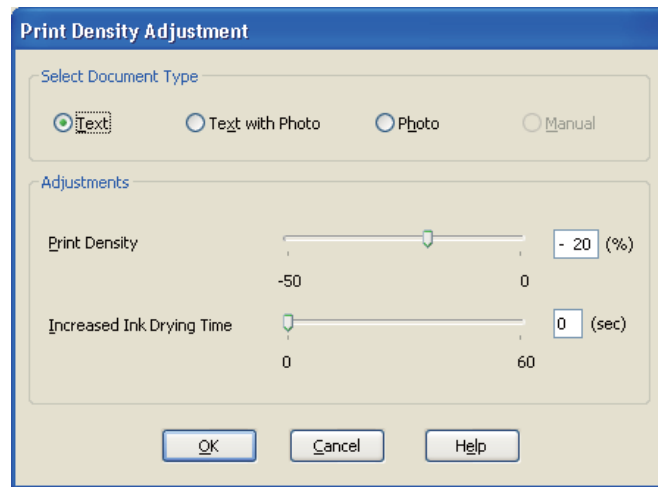 Print Density Adjustment
Select Document Type
Text Text with Photo Photo Manual
Adjustments
Print Density - 20 (%)
-50 0
Increased Ink Drying Time 0 (sec)
0 60
OK Cancel Help